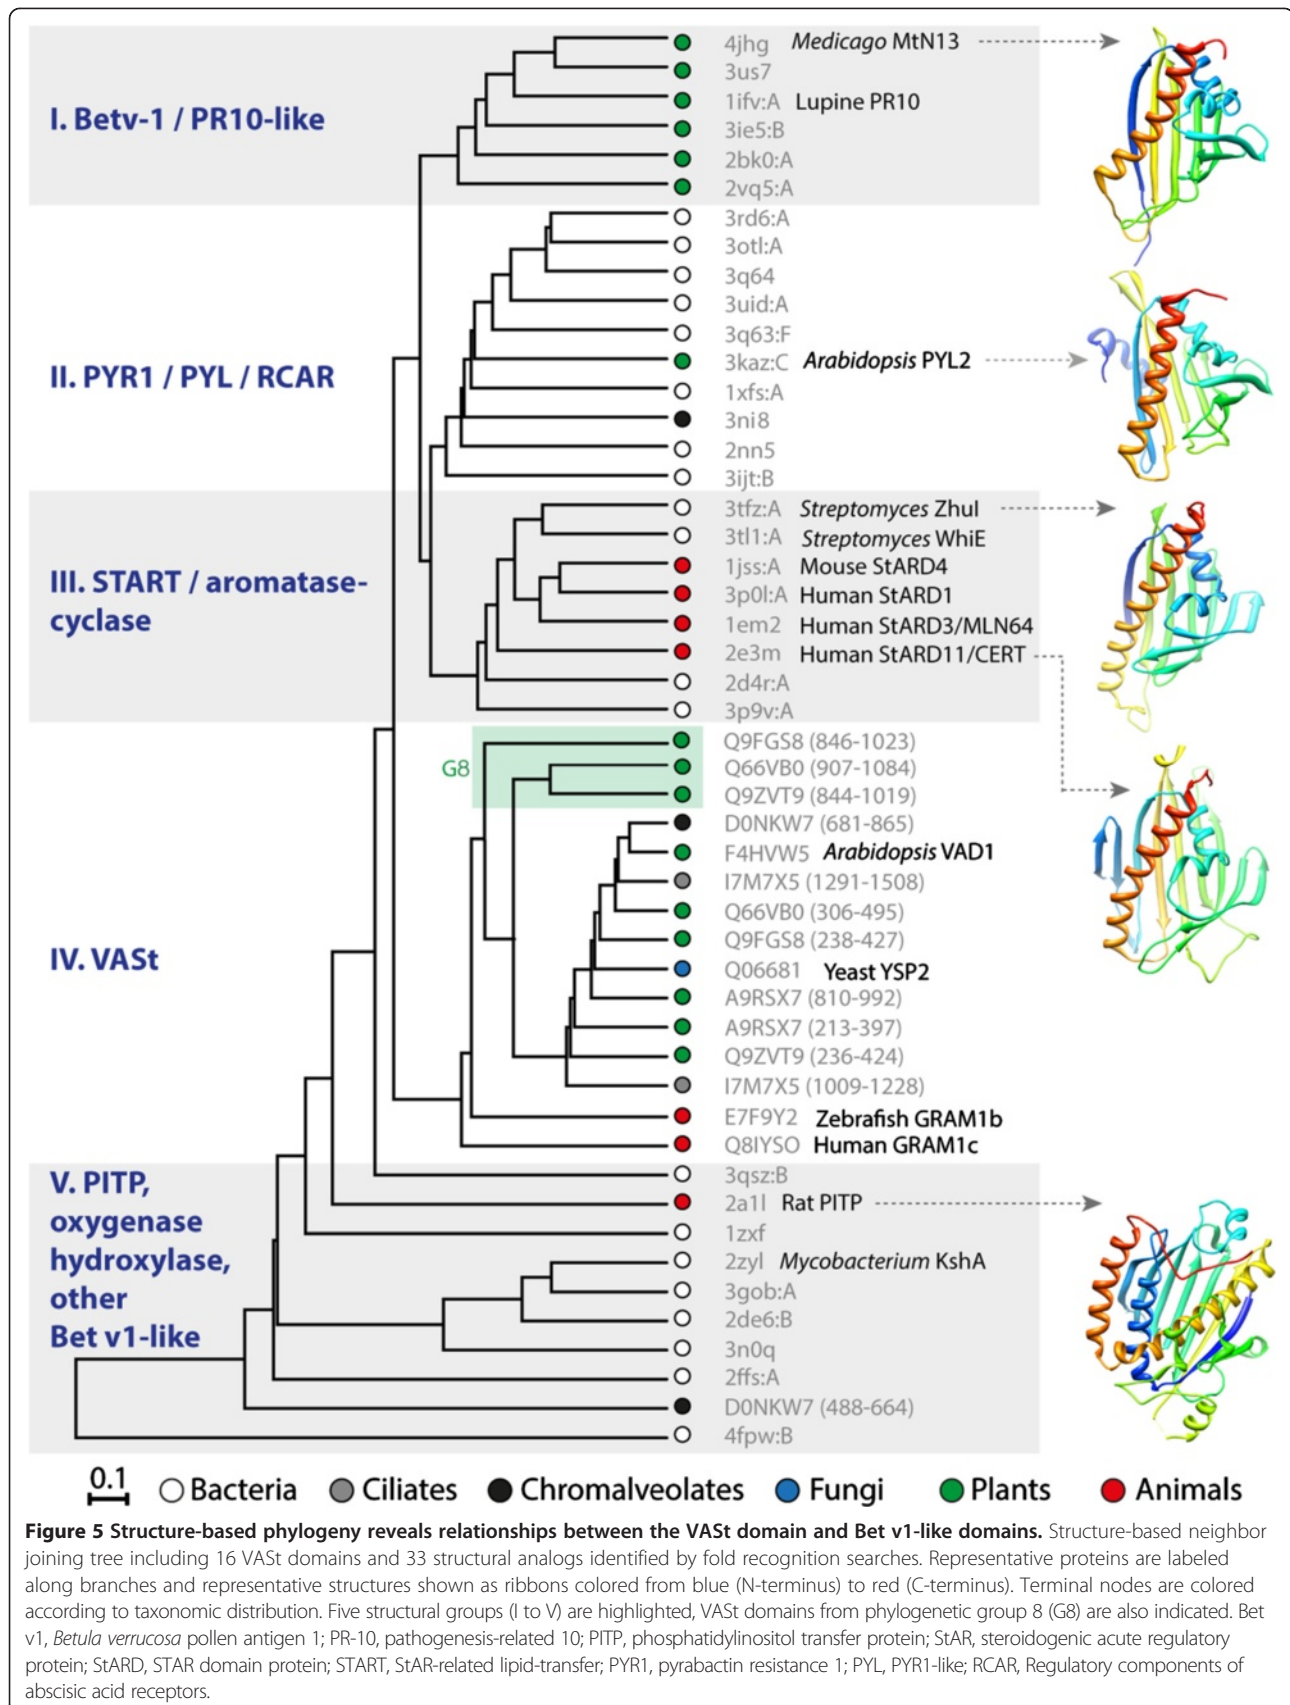 I. Betv-1 / PR10-like
4jhg Medicago MtN13
3us7
1ifv:A Lupine PR10
3ie5:B
2bk0:A
2vq5:A
II. PYR1 / PYL / RCAR
3rd6:A
3otl:A
3q64
3uid:A
3q63:F
3kaz:C Arabidopsis PYL2
1xfs:A
3ni8
2nn5
3ijt:B
III. START / aromatase-
cyclase
3tfz:A Streptomyces ZhuI
3tl1:A Streptomyces WhiE
1jss:A Mouse StARD4
3p0l:A Human StARD1
1em2 Human StARD3/MLN64
2e3m Human StARD11/CERT
2d4r:A
3p9v:A
IV. VASt
G8
Q9FGS8 (846-1023)
Q66VB0 (907-1084)
Q9ZVT9 (844-1019)
D0NKW7 (681-865)
F4HVW5 Arabidopsis VAD1
I7M7X5 (1291-1508)
Q66VB0 (306-495)
Q9FGS8 (238-427)
Q06681 Yeast YSP2
A9RSX7 (810-992)
A9RSX7 (213-397)
Q9ZVT9 (236-424)
I7M7X5 (1009-1228)
E7F9Y2 Zebrafish GRAM1b
Q8IYSO Human GRAM1c
V. PITP,
oxygenase
hydroxylase,
other
Bet v1-like
3qsz:B
2a1l Rat PITP
1zxf
2zyl Mycobacterium KshA
3gob:A
2de6:B
3n0q
2ffs:A
D0NKW7 (488-664)
4fpw:B
0.1 Bacteria Ciliates Chromalveolates Fungi Plants Animals
Figure 5 Structure-based phylogeny reveals relationships between the VASt domain and Bet v1-like domains. Structure-based neighbor
joining tree including 16 VASt domains and 33 structural analogs identified by fold recognition searches. Representative proteins are labeled
along branches and representative structures shown as ribbons colored from blue (N-terminus) to red (C-terminus). Terminal nodes are colored
according to taxonomic distribution. Five structural groups (I to V) are highlighted, VASt domains from phylogenetic group 8 (G8) are also indicated. Bet
v1, Betula verrucosa pollen antigen 1; PR-10, pathogenesis-related 10; PITP, phosphatidylinositol transfer protein; StAR, steroidogenic acute regulatory
protein; StARD, STAR domain protein; START, StAR-related lipid-transfer; PYR1, pyrabactin resistance 1; PYL, PYR1-like; RCAR, Regulatory components of
abscisic acid receptors.